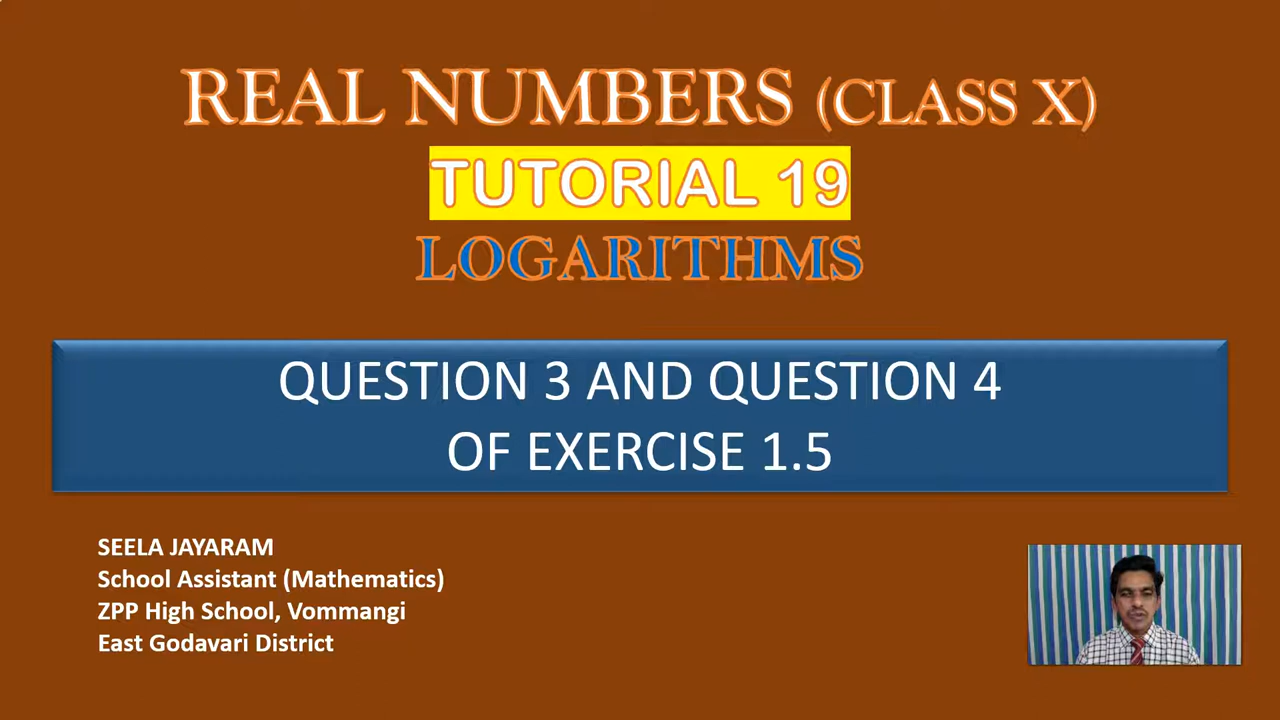 REAL NUMBERS (CLASS X)
TUTORIAL 19
LOGARITHMS
QUESTION 3 AND QUESTION 4
OF EXERCISE 1.5
SEELA JAYARAM
School Assistant (Mathematics)
ZPP High School, Vommangi
East Godavari District